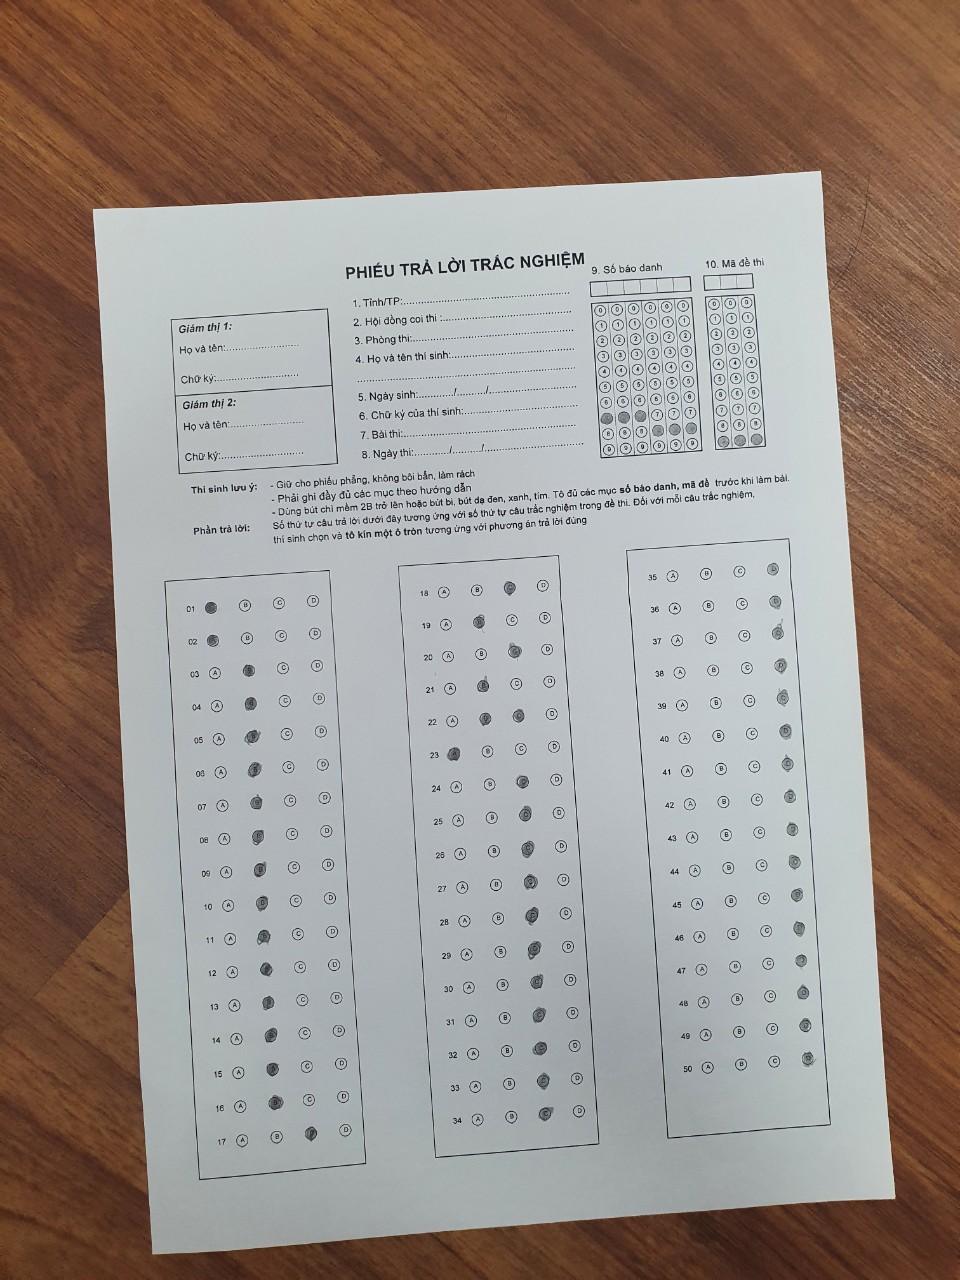 PHIẾU TRẢ LỜI TRẮC NGHIỆM
Giám thị 1:
Họ và tên:........................
Chữ ký:...........................
Giám thị 2:
Họ và tên:........................
Chữ ký:...........................
1. Tỉnh/TP:.......................................................
2. Hội đồng coi thi :..........................................
3. Phòng thi:.....................................................
4. Họ và tên thí sinh:.........................................
.........................................................................
5. Ngày sinh:............/........../.............................
6. Chữ ký của thí sinh:......................................
7. Bài thi:..........................................................
8. Ngày thi:............/........../.................................
9. Số báo danh
0 0 0 0 0 0
1 1 1 1 1 1
2 2 2 2 2 2
3 3 3 3 3 3
4 4 4 4 4 4
5 5 5 5 5 5
6 6 6 6 6 6
7 7 7
8 8 8
9 9 9 9 9 9
10. Mã đề thi
0 0 0
1 1 1
2 2 2
3 3 3
4 4 4
5 5 5
6 6 6
7 7 7
8 8 8
Thí sinh lưu ý: - Giữ cho phiếu phẳng, không bôi bẩn, làm rách
- Phải ghi đầy đủ các mục theo hướng dẫn
- Dùng bút chì mềm 2B trở lên hoặc bút bi, bút dạ đen, xanh, tím. Tô đủ các mục số báo danh, mã đề trước khi làm bài.
Phần trả lời: Số thứ tự câu trả lời dưới đây tương ứng với số thứ tự câu trắc nghiệm trong đề thi. Đối với mỗi câu trắc nghiệm,
thí sinh chọn và tô kín một ô tròn tương ứng với phương án trả lời đúng
01 B C D
02 A B C D
03 A B C D
04 A B C D
05 A B C D
06 A B C D
07 A B C D
08 A B C D
09 A B C D
10 A B C D
11 A B C D
12 A B C D
13 A B C D
14 A B C D
15 A B C D
16 A B C D
17 A B C D
18 A B C D
19 A B C D
20 A B C D
21 A B C D
22 A B C D
23 A B C D
24 A B C D
25 A B C D
26 A B C D
27 A B C D
28 A B C D
29 A B C D
30 A B C D
31 A B C D
32 A B C D
33 A B C D
34 A B C D
35 A B C D
36 A B C D
37 A B C D
38 A B C D
39 A B C D
40 A B C D
41 A B C D
42 A B C D
43 A B C D
44 A B C D
45 A B C D
46 A B C D
47 A B C D
48 A B C D
49 A B C D
50 A B C D